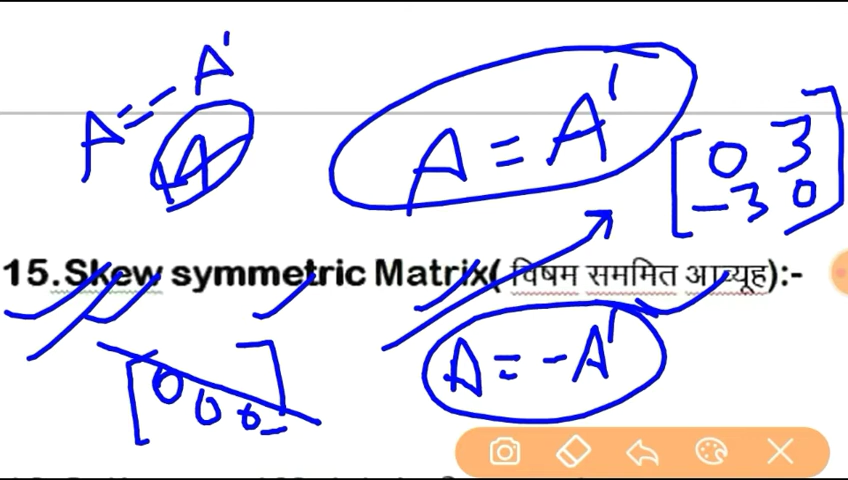 A'
A = A
A = A'
[0 3
-3 0]
15.Skew symmetric Matrix( विषम सममित आव्यूह):-
[0 0 0]
A = -A'